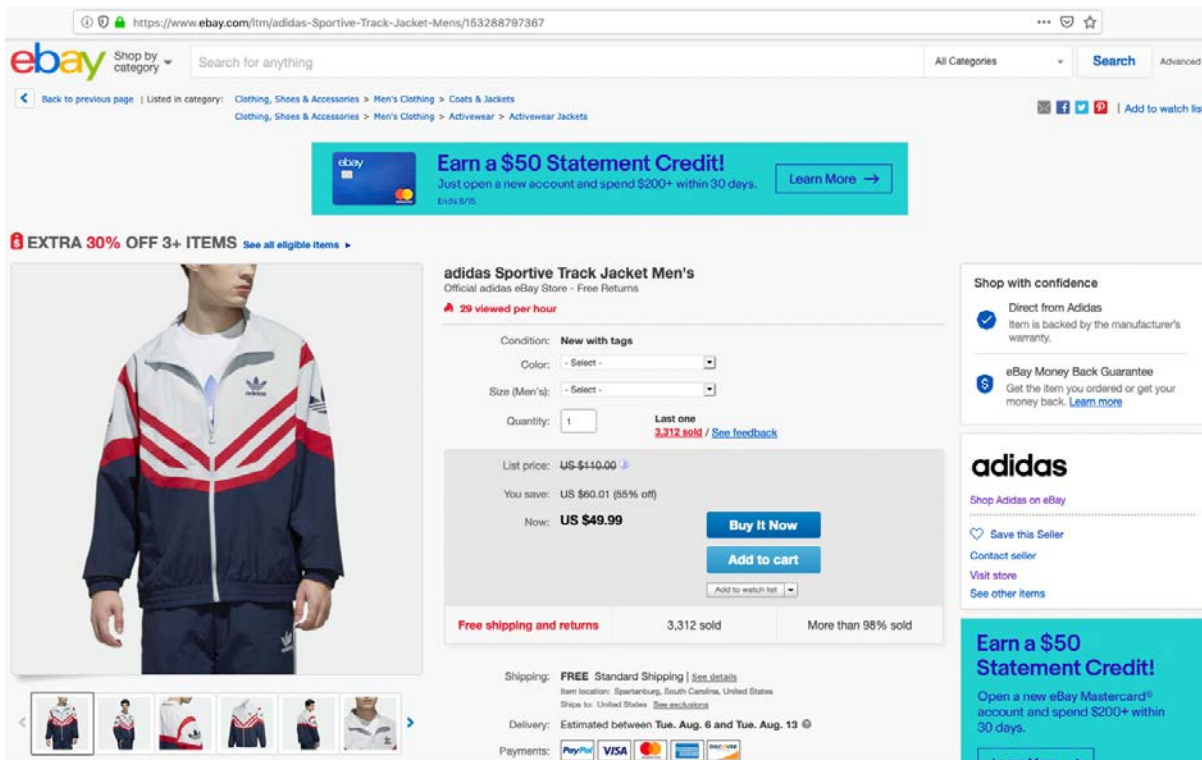 https://www.ebay.com/itm/adidas-Sportive-Track-Jacket-Mens/153288797367
ebay
Shop by category
Search for anything
All Categories
Search
Advanced
Back to previous page | Listed in category: Clothing, Shoes & Accessories > Men's Clothing > Coats & Jackets
Clothing, Shoes & Accessories > Men's Clothing > Activewear > Activewear Jackets
| Add to watch list
ebay
Earn a $50 Statement Credit!
Just open a new account and spend $200+ within 30 days.
Ends 8/15.
Learn More →
EXTRA 30% OFF 3+ ITEMS See all eligible items ►
adidas
adidas Sportive Track Jacket Men's
Official adidas eBay Store - Free Returns
29 viewed per hour
Condition: New with tags
Color: - Select -
Size (Men's): - Select -
Quantity: 1
Last one
3,312 sold / See feedback
List price: US $110.00
You save: US $60.01 (55% off)
Now: US $49.99
Buy It Now
Add to cart
Add to watch list
Free shipping and returns
3,312 sold
More than 98% sold
Shipping: FREE Standard Shipping | See details
Item location: Spartanburg, South Carolina, United States
Ships to: United States See exclusions
Delivery: Estimated between Tue. Aug. 6 and Tue. Aug. 13
Payments: PayPal VISA DISCOVER
Shop with confidence
Direct from Adidas
Item is backed by the manufacturer's
warranty.
eBay Money Back Guarantee
Get the item you ordered or get your
money back. Learn more
adidas
Shop Adidas on eBay
Save this Seller
Contact seller
Visit store
See other items
Earn a $50
Statement Credit!
Open a new eBay Mastercard®
account and spend $200+ within
30 days.